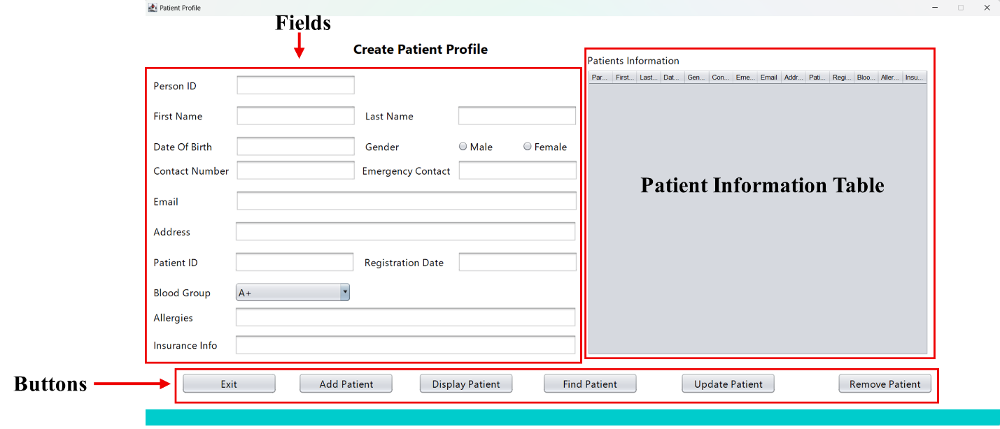 Patient Profile
Fields
Create Patient Profile
Person ID
First Name Last Name
Date Of Birth Gender Male Female
Contact Number Emergency Contact
Email
Address
Patient ID Registration Date
Blood Group A+
Allergies
Insurance Info
Patients Information
Par... First... Last... Dat... Gen... Con... Eme... Email Addr... Pati... Regi... Bloo... Aller... Insu...
Patient Information Table
Buttons
Exit Add Patient Display Patient Find Patient Update Patient Remove Patient